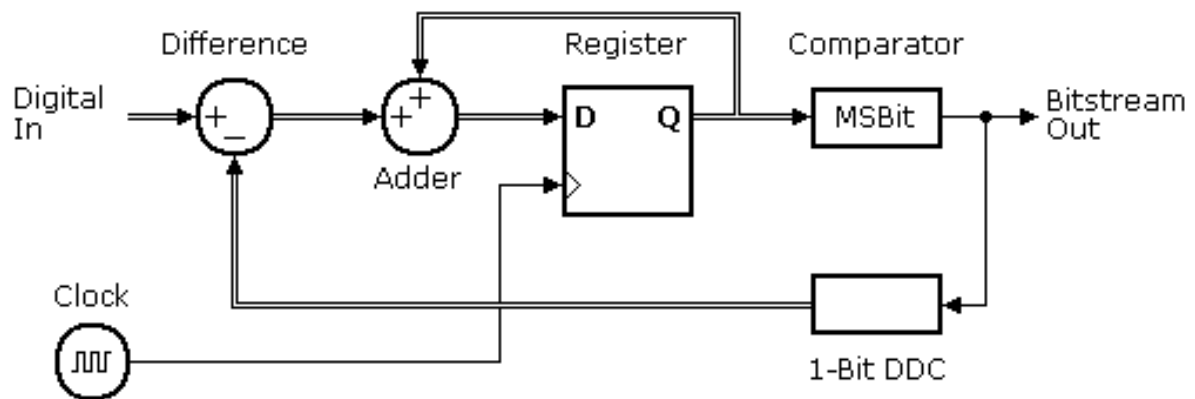 Difference
Register
Comparator
Digital
In
+
−
+
+
D
Q
MSBit
Bitstream
Out
Adder
Clock
1-Bit DDC